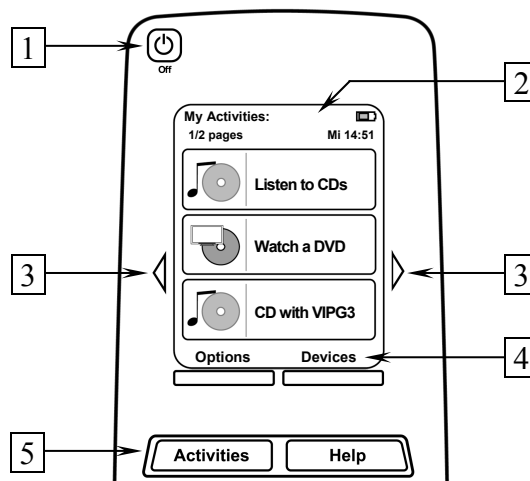 1
Off
2
My Activities:
1/2 pages Mi 14:51
Listen to CDs
Watch a DVD
3
3
CD with VIPG3
Options Devices
4
5
Activities Help